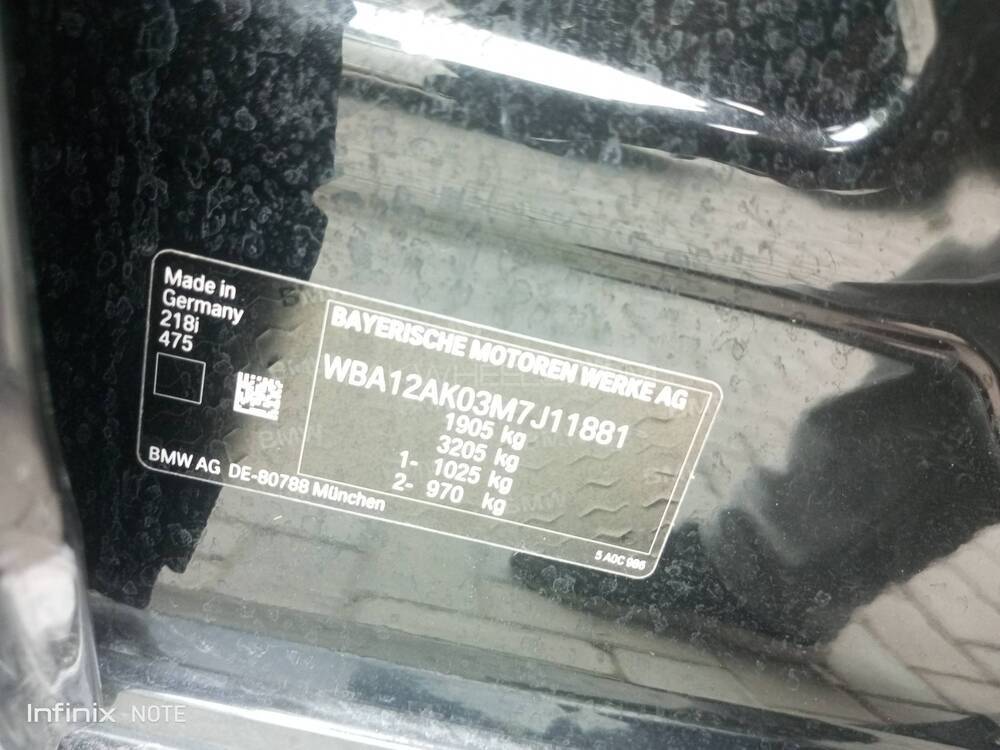 Made in
Germany
218i
475
BAYERISCHE MOTOREN WERKE AG
WBA12AK03M7J11881
1905 kg
3205 kg
1- 1025 kg
2- 970 kg
BMW AG DE-80788 München
5 A0C 986
Infinix NOTE